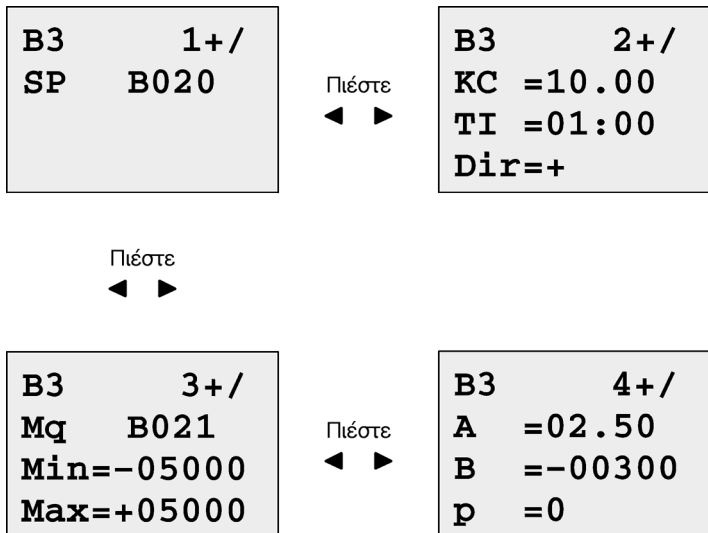 B3 1+/
SP B020
Πιέστε
◄ ►
B3 2+/
KC =10.00
TI =01:00
Dir=+
Πιέστε
◄ ►
B3 3+/
Mq B021
Min=-05000
Max=+05000
Πιέστε
◄ ►
B3 4+/
A =02.50
B =-00300
p =0